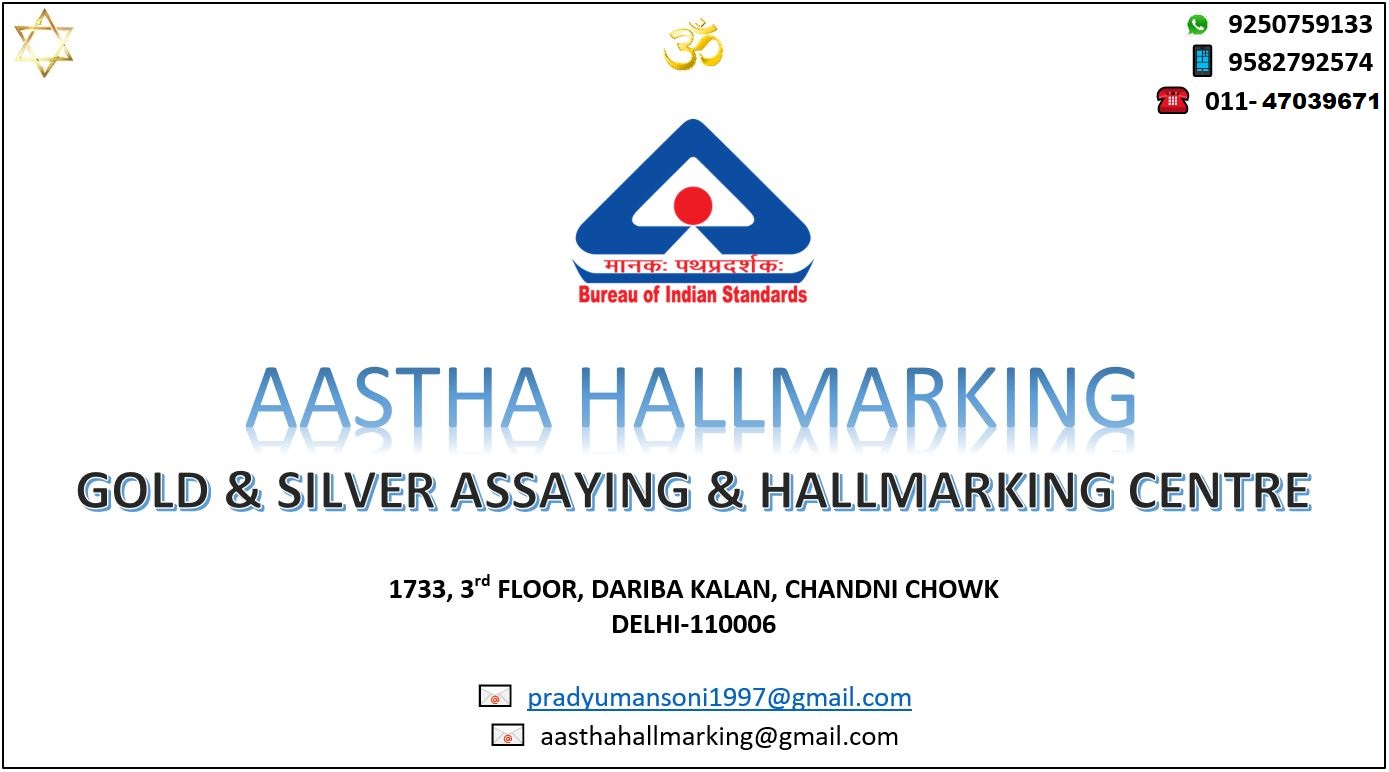 ॐ
9250759133
9582792574
011- 47039671
मानकः पथप्रदर्शकः
Bureau of Indian Standards
AASTHA HALLMARKING
GOLD & SILVER ASSAYING & HALLMARKING CENTRE
1733, 3rd FLOOR, DARIBA KALAN, CHANDNI CHOWK
DELHI-110006
pradyumansoni1997@gmail.com
aasthahallmarking@gmail.com